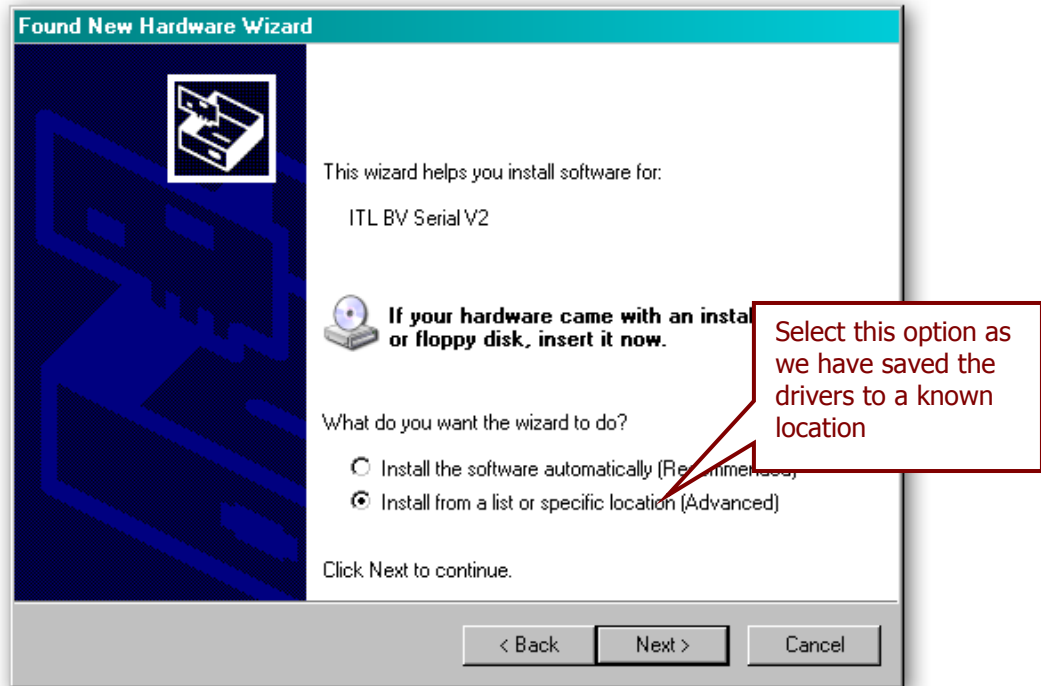 Found New Hardware Wizard
This wizard helps you install software for:
ITL BV Serial V2
If your hardware came with an instal
or floppy disk, insert it now.
Select this option as
we have saved the
drivers to a known
location
What do you want the wizard to do?
Install the software automatically (Recommended)
Install from a list or specific location (Advanced)
Click Next to continue.
< Back
Next >
Cancel